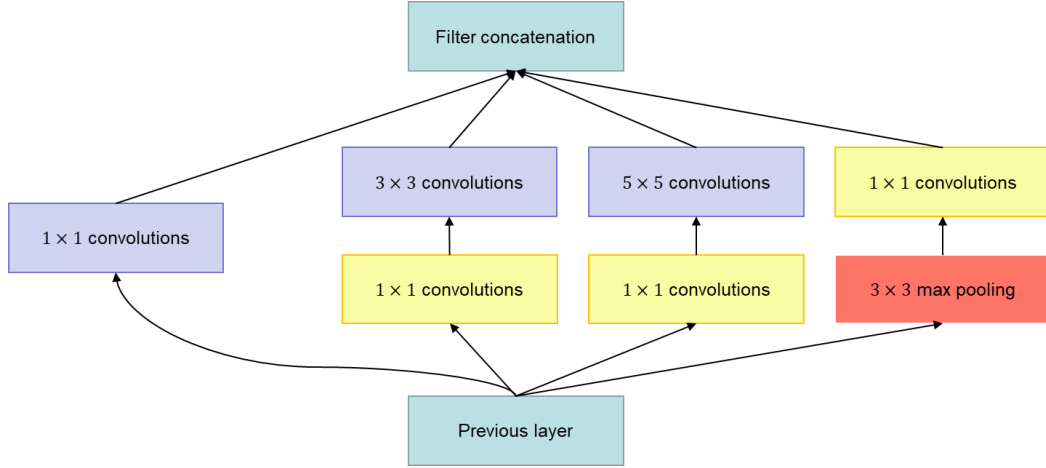 Filter concatenation
3 × 3 convolutions
5 × 5 convolutions
1 × 1 convolutions
1 × 1 convolutions
1 × 1 convolutions
1 × 1 convolutions
3 × 3 max pooling
Previous layer